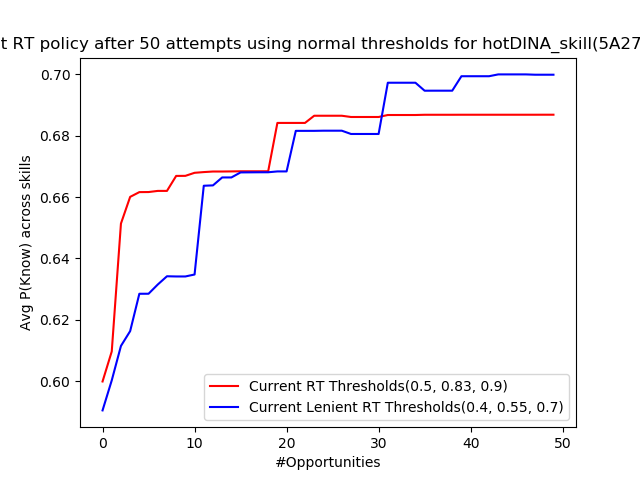 t RT policy after 50 attempts using normal thresholds for hotDINA_skill(5A27
0.70
0.68
0.66
0.64
0.62
0.60
Avg P(Know) across skills
Current RT Thresholds(0.5, 0.83, 0.9)
Current Lenient RT Thresholds(0.4, 0.55, 0.7)
0 10 20 30 40 50
#Opportunities